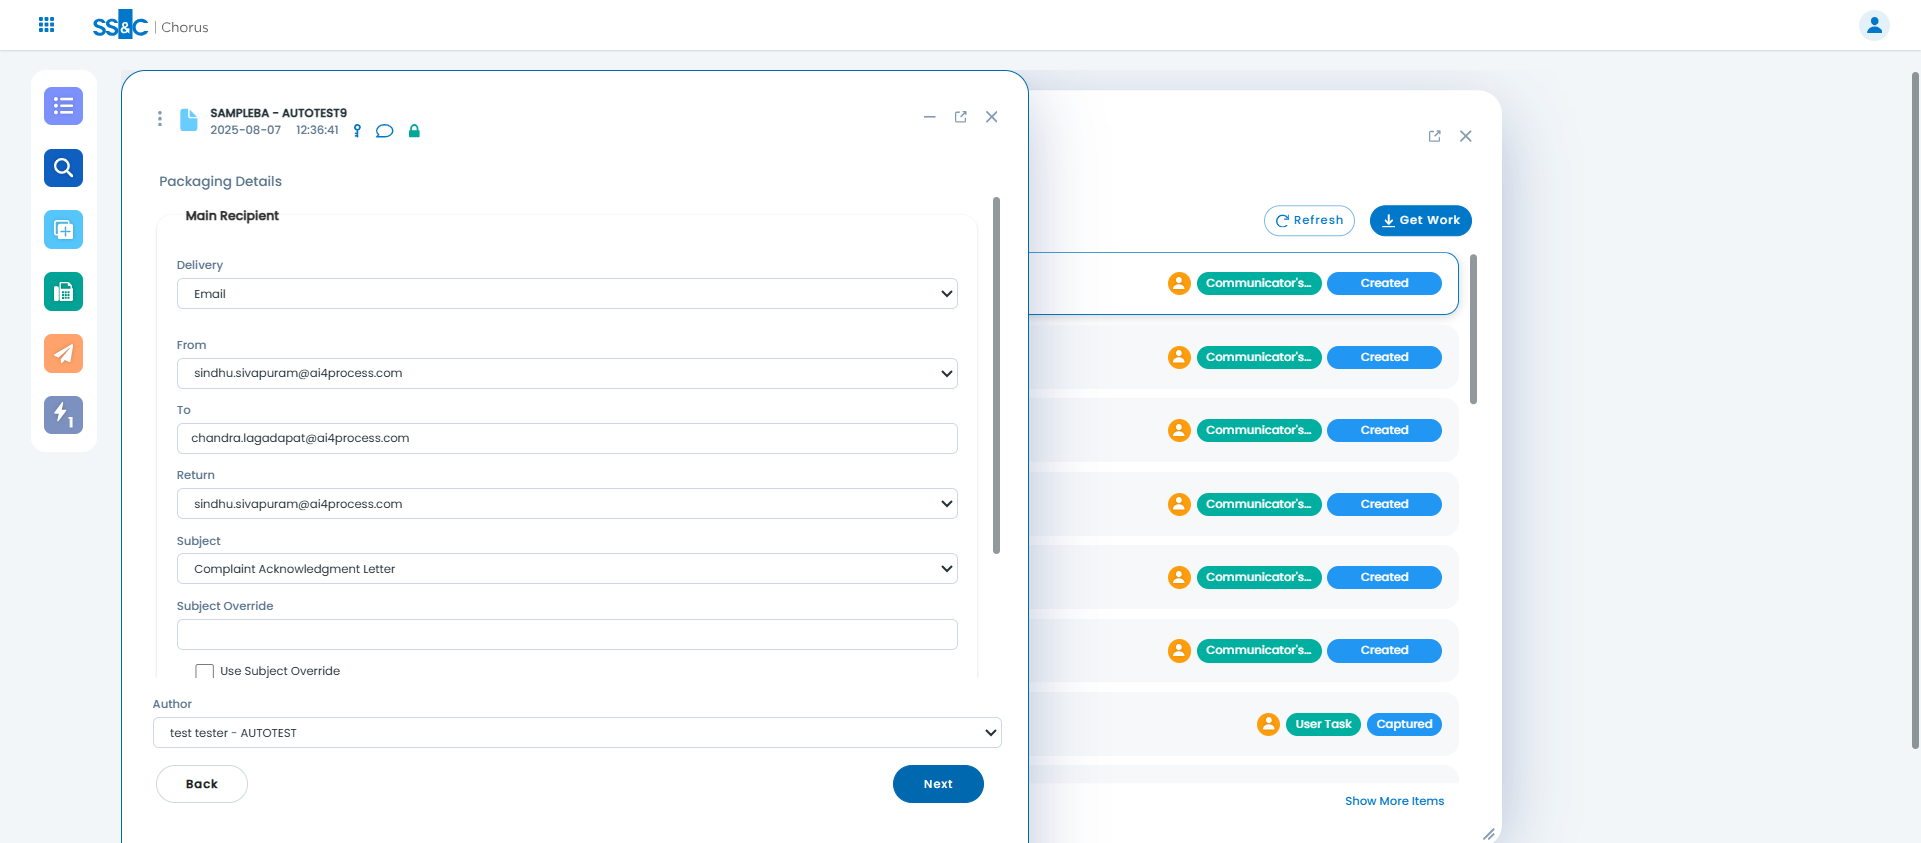 SS&C | Chorus
SAMPLEBA - AUTOTEST9
2025-08-07 12:36:41
Packaging Details
Main Recipient
Delivery
Email
From
sindhu.sivapuram@ai4process.com
To
chandra.lagadapat@ai4process.com
Return
sindhu.sivapuram@ai4process.com
Subject
Complaint Acknowledgment Letter
Subject Override
Use Subject Override
Author
test tester - AUTOTEST
Back
Next
Refresh
Get Work
Communicator's... Created
Communicator's... Created
Communicator's... Created
Communicator's... Created
Communicator's... Created
Communicator's... Created
User Task Captured
Show More Items
1